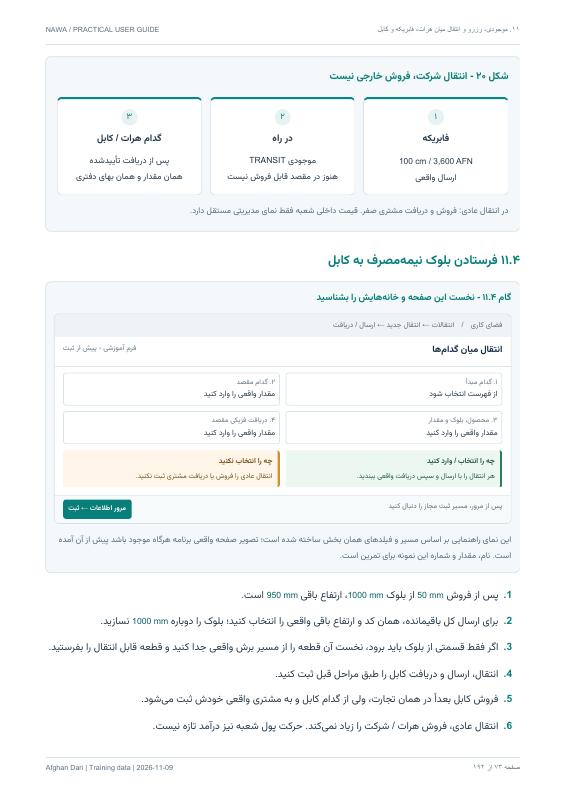 ۱۱. موجودی، رزرو و انتقال میان هرات، فابریکه و کابل
NAWA / PRACTICAL USER GUIDE
شکل ۲۰ - انتقال شرکت، فروش خارجی نیست
۱
فابریکه
100 cm / 3,600 AFN
ارسال واقعی
۲
در راه
موجودی TRANSIT
هنوز در مقصد قابل فروش نیست
۳
گدام هرات / کابل
پس از دریافت تأییدشده
همان مقدار و همان بهای دفتری
در انتقال عادی: فروش و دریافت مشتری صفر. قیمت داخلی شعبه فقط نمای مدیریتی مستقل دارد.
۱۱.۴ فرستادن بلوک نیمه‌مصرف به کابل
گام ۱۱.۴ - نخست این صفحه و خانه‌هایش را بشناسید
فضای کاری / انتقالات ← انتقال جدید ← ارسال / دریافت
انتقال میان گدام‌ها
فرم آموزشی - پیش از ثبت
۱. گدام مبدأ
از فهرست انتخاب شود
۲. گدام مقصد
مقدار واقعی را وارد کنید
۳. محصول، بلوک و مقدار
مقدار واقعی را وارد کنید
۴. دریافت فزیکی مقصد
مقدار واقعی را وارد کنید
چه را انتخاب / وارد کنید
هر انتقال را با ارسال و سپس دریافت واقعی ببندید.
چه را انتخاب نکنید
انتقال عادی را فروش یا دریافت مشتری ثبت نکنید.
پس از مرور، مسیر ثبت مجاز را دنبال کنید
مرور اطلاعات ← ثبت
این نمای راهنمایی بر اساس مسیر و فیلدهای همان بخش ساخته شده است؛ تصویر صفحه واقعی برنامه هرگاه موجود باشد پیش از آن آمده
است. نام، مقدار و شماره این نمونه برای تمرین است.
1. پس از فروش 50 mm از بلوک 1000 mm، ارتفاع باقی 950 mm است.
2. برای ارسال کل باقیمانده، همان کد و ارتفاع باقی واقعی را انتخاب کنید؛ بلوک را دوباره 1000 mm نسازید.
3. اگر فقط قسمتی از بلوک باید برود، نخست آن قطعه را از مسیر برش واقعی جدا کنید و قطعه قابل انتقال را بفرستید.
4. انتقال، ارسال و دریافت کابل را طبق مراحل قبل ثبت کنید.
5. فروش کابل بعداً در همان تجارت، ولی از گدام کابل و به مشتری واقعی خودش ثبت می‌شود.
6. انتقال عادی، فروش هرات / شرکت را زیاد نمی‌کند. حرکت پول شعبه نیز درآمد تازه نیست.
صفحه ۷۳ از ۱۹۲
Afghan Dari | Training data | 2026-11-09